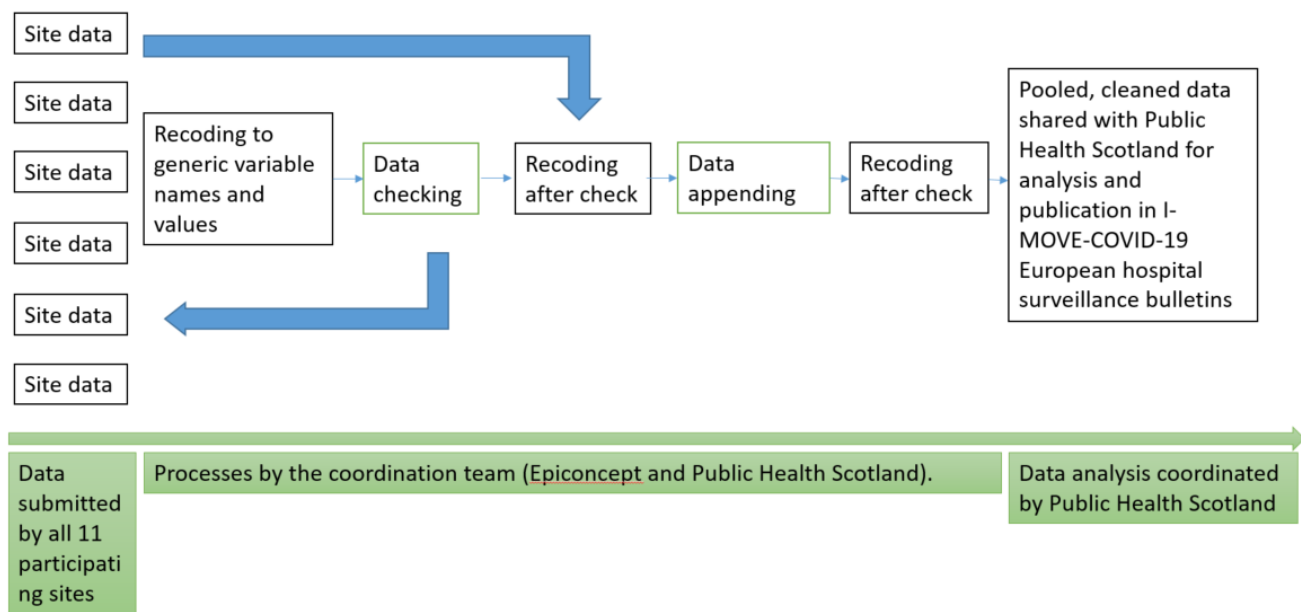 Site data
Site data
Site data
Site data
Site data
Site data
Recoding to
generic variable
names and
values
Data
checking
Recoding
after check
Data
appending
Recoding
after check
Pooled, cleaned data
shared with Public
Health Scotland for
analysis and
publication in I-
MOVE-COVID-19
European hospital
surveillance bulletins
Data
submitted
by all 11
participati
ng sites
Processes by the coordination team (Epiconcept and Public Health Scotland).
Data analysis coordinated
by Public Health Scotland